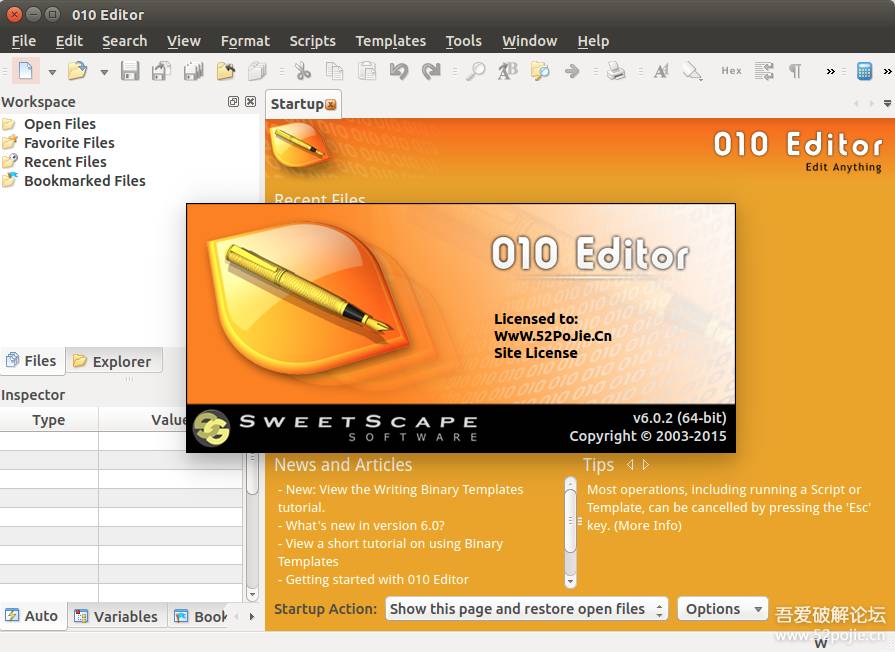 010 Editor
File Edit Search View Format Scripts Templates Tools Window Help
Hex » »
Workspace
Open Files
Favorite Files
Recent Files
Bookmarked Files
Files Explorer
Inspector
Type Value
Auto Variables Book
Startup
010 Editor
Edit Anything
Recent Files
010 Editor
Licensed to:
WwW.52PoJie.Cn
Site License
SWEETSCAPE
SOFTWARE
v6.0.2 (64-bit)
Copyright © 2003-2015
News and Articles
- New: View the Writing Binary Templates
tutorial.
- What's new in version 6.0?
- View a short tutorial on using Binary
Templates
- Getting started with 010 Editor
Tips
Most operations, including running a Script or
Template, can be cancelled by pressing the 'Esc'
key. (More Info)
Startup Action: Show this page and restore open files Options
吾爱破解论坛
www.52pojie.cn
W